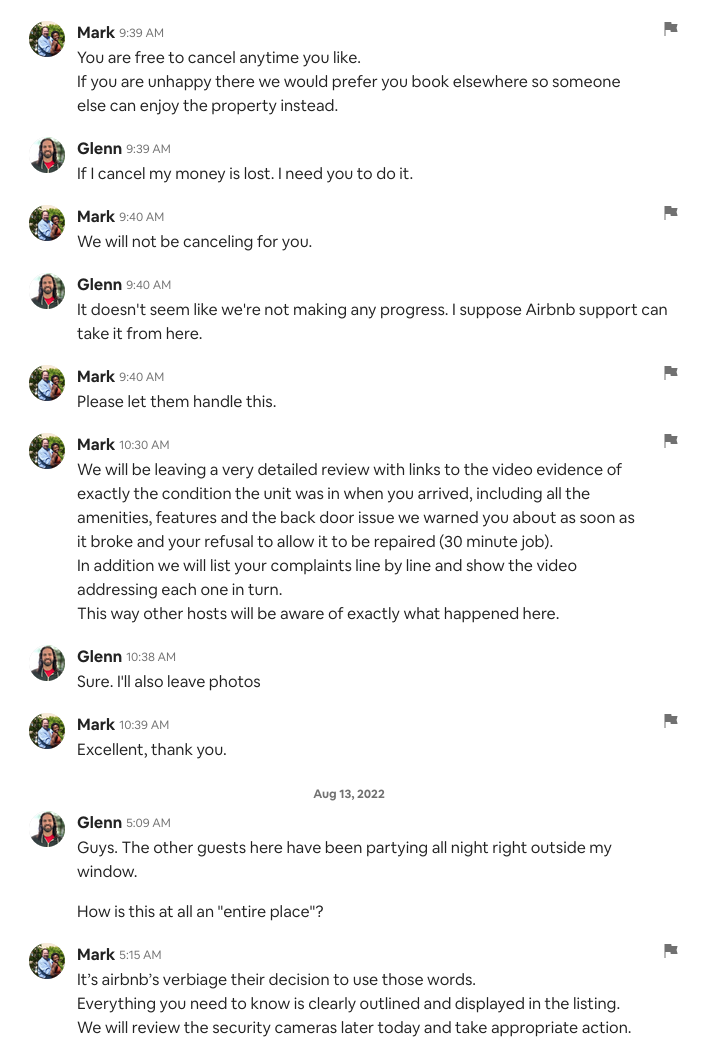 Mark 9:39 AM
You are free to cancel anytime you like.
If you are unhappy there we would prefer you book elsewhere so someone
else can enjoy the property instead.
Glenn 9:39 AM
If I cancel my money is lost. I need you to do it.
Mark 9:40 AM
We will not be canceling for you.
Glenn 9:40 AM
It doesn't seem like we're not making any progress. I suppose Airbnb support can
take it from here.
Mark 9:40 AM
Please let them handle this.
Mark 10:30 AM
We will be leaving a very detailed review with links to the video evidence of
exactly the condition the unit was in when you arrived, including all the
amenities, features and the back door issue we warned you about as soon as
it broke and your refusal to allow it to be repaired (30 minute job).
In addition we will list your complaints line by line and show the video
addressing each one in turn.
This way other hosts will be aware of exactly what happened here.
Glenn 10:38 AM
Sure. I'll also leave photos
Mark 10:39 AM
Excellent, thank you.
Aug 13, 2022
Glenn 5:09 AM
Guys. The other guests here have been partying all night right outside my
window.
How is this at all an "entire place"?
Mark 5:15 AM
It’s airbnb’s verbiage their decision to use those words.
Everything you need to know is clearly outlined and displayed in the listing.
We will review the security cameras later today and take appropriate action.